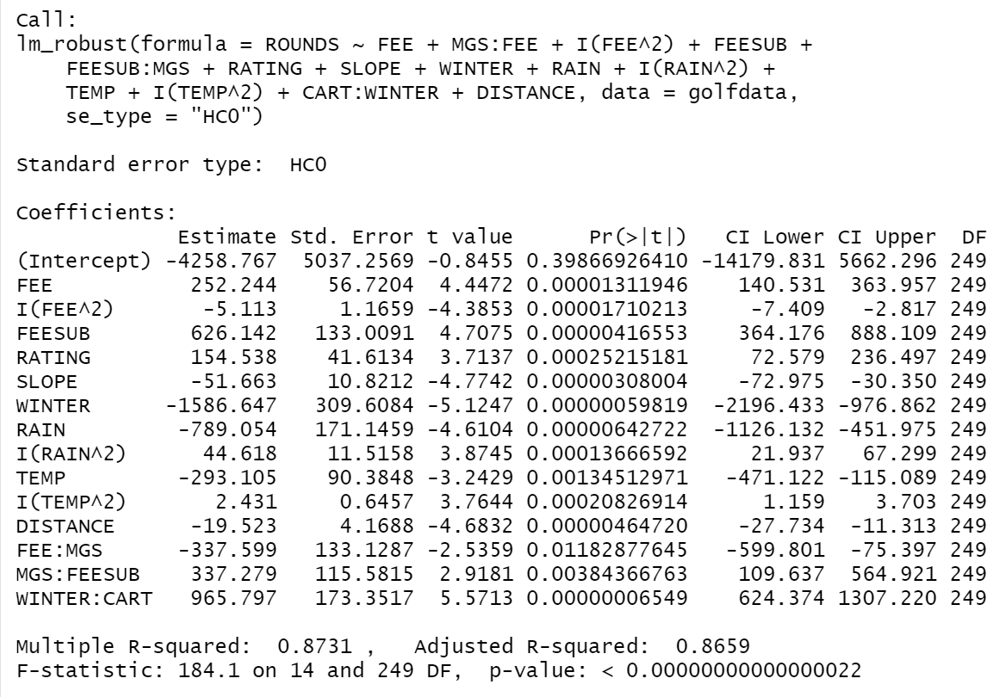 Call:
lm_robust(formula = ROUNDS ~ FEE + MGS:FEE + I(FEE^2) + FEESUB +
    FEESUB:MGS + RATING + SLOPE + WINTER + RAIN + I(RAIN^2) +
    TEMP + I(TEMP^2) + CART:WINTER + DISTANCE, data = golfdata,
    se_type = "HC0")

Standard error type:  HC0

Coefficients:
             Estimate Std. Error t value      Pr(>|t|)   CI Lower CI Upper  DF
(Intercept) -4258.767  5037.2569 -0.8455 0.39866926410 -14179.831 5662.296 249
FEE           252.244    56.7204  4.4472 0.00001311946    140.531  363.957 249
I(FEE^2)       -5.113     1.1659 -4.3853 0.00001710213     -7.409   -2.817 249
FEESUB        626.142   133.0091  4.7075 0.00000416553    364.176  888.109 249
RATING        154.538    41.6134  3.7137 0.00025215181     72.579  236.497 249
SLOPE         -51.663    10.8212 -4.7742 0.00000308004    -72.975  -30.350 249
WINTER      -1586.647   309.6084 -5.1247 0.00000059819  -2196.433 -976.862 249
RAIN         -789.054   171.1459 -4.6104 0.00000642722  -1126.132 -451.975 249
I(RAIN^2)      44.618    11.5158  3.8745 0.00013666592     21.937   67.299 249
TEMP         -293.105    90.3848 -3.2429 0.00134512971   -471.122 -115.089 249
I(TEMP^2)       2.431     0.6457  3.7644 0.00020826914      1.159    3.703 249
DISTANCE      -19.523     4.1688 -4.6832 0.00000464720    -27.734  -11.313 249
FEE:MGS      -337.599   133.1287 -2.5359 0.01182877645   -599.801  -75.397 249
MGS:FEESUB    337.279   115.5815  2.9181 0.00384366763    109.637  564.921 249
WINTER:CART   965.797   173.3517  5.5713 0.00000006549    624.374 1307.220 249

Multiple R-squared:  0.8731 ,	Adjusted R-squared:  0.8659
F-statistic: 184.1 on 14 and 249 DF,  p-value: < 0.00000000000000022